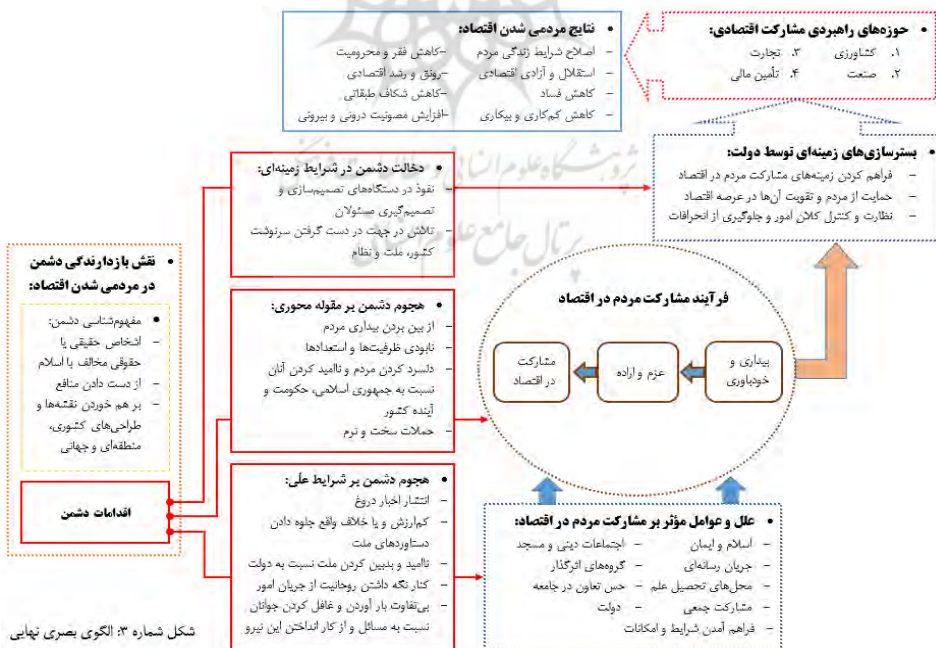 • حوزه‌های راهبردی مشارکت اقتصادی:
۱. کشاورزی ۳. تجارت
۲. صنعت ۴. تأمین مالی
• نتایج مردمی شدن اقتصاد:
– اصلاح شرایط زندگی مردم –کاهش فقر و محرومیت
– استقلال و آزادی اقتصادی –رونق و رشد اقتصادی
– کاهش فساد –کاهش شکاف طبقاتی
– کاهش کم‌کاری و بیکاری –افزایش مصونیت درونی و بیرونی
• بسترسازی‌های زمینه‌ای توسط دولت:
– فراهم کردن زمینه‌های مشارکت مردم در اقتصاد
– حمایت از مردم و تقویت آن‌ها در عرصه اقتصاد
– نظارت و کنترل کلان امور و جلوگیری از انحرافات
• دخالت دشمن در شرایط زمینه‌ای:
– نفوذ در دستگاه‌های تصمیم‌سازی و
تصمیم‌گیری مسئولان
– تلاش در جهت در دست گرفتن سرنوشت
کشور، ملت و نظام
پژوهشگاه علوم انسانی و مطالعات فرهنگی
پرتال جامع علوم انسانی
• نقش بازدارندگی دشمن
در مردمی شدن اقتصاد:
• مفهوم‌شناسی دشمن:
– اشخاص حقیقی یا
حقوقی مخالف با اسلام
– از دست دادن منافع
– بر هم خوردن نقشه‌ها و
طراحی‌های کشوری،
منطقه‌ای و جهانی
اقدامات دشمن
• هجوم دشمن بر مقوله محوری:
– از بین بردن بیداری مردم
– نابودی ظرفیت‌ها و استعدادها
– دلسرد کردن مردم و ناامید کردن آنان
نسبت به جمهوری اسلامی، حکومت و
آینده کشور
– حملات سخت و نرم
فرآیند مشارکت مردم در اقتصاد
بیداری و
خودباوری
عزم و اراده
مشارکت
در اقتصاد
• هجوم دشمن بر شرایط علّی:
– انتشار اخبار دروغ
– کم‌ارزش و یا خلاف واقع جلوه دادن
دستاوردهای ملت
– ناامید و بدبین کردن ملت نسبت به دولت
– کنار نگه داشتن روحانیت از جریان امور
– بی‌تفاوت بار آوردن و غافل کردن جوانان
نسبت به مسائل و از کار انداختن این نیرو
• علل و عوامل مؤثر بر مشارکت مردم در اقتصاد:
– اسلام و ایمان – اجتماعات دینی و مسجد
– جریان رسانه‌ای – گروه‌های اثرگذار
– محل‌های تحصیل علم – حس تعاون در جامعه
– مشارکت جمعی – دولت
– فراهم آمدن شرایط و امکانات
شکل شماره ۳: الگوی بصری نهایی